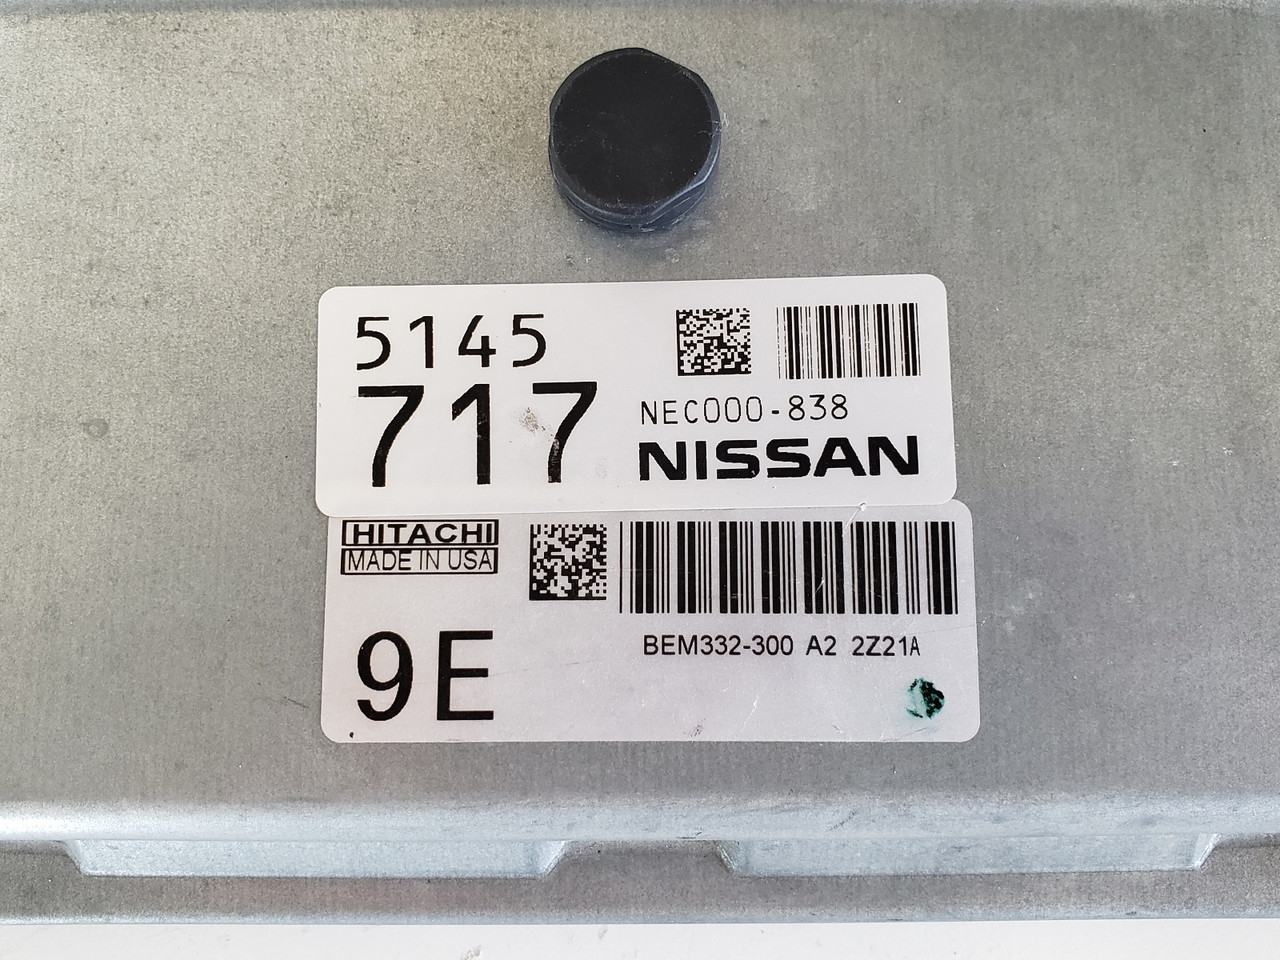 5145
717
NEC000-838
NISSAN
HITACHI
MADE IN USA
9E
BEM332-300 A2 2Z21A